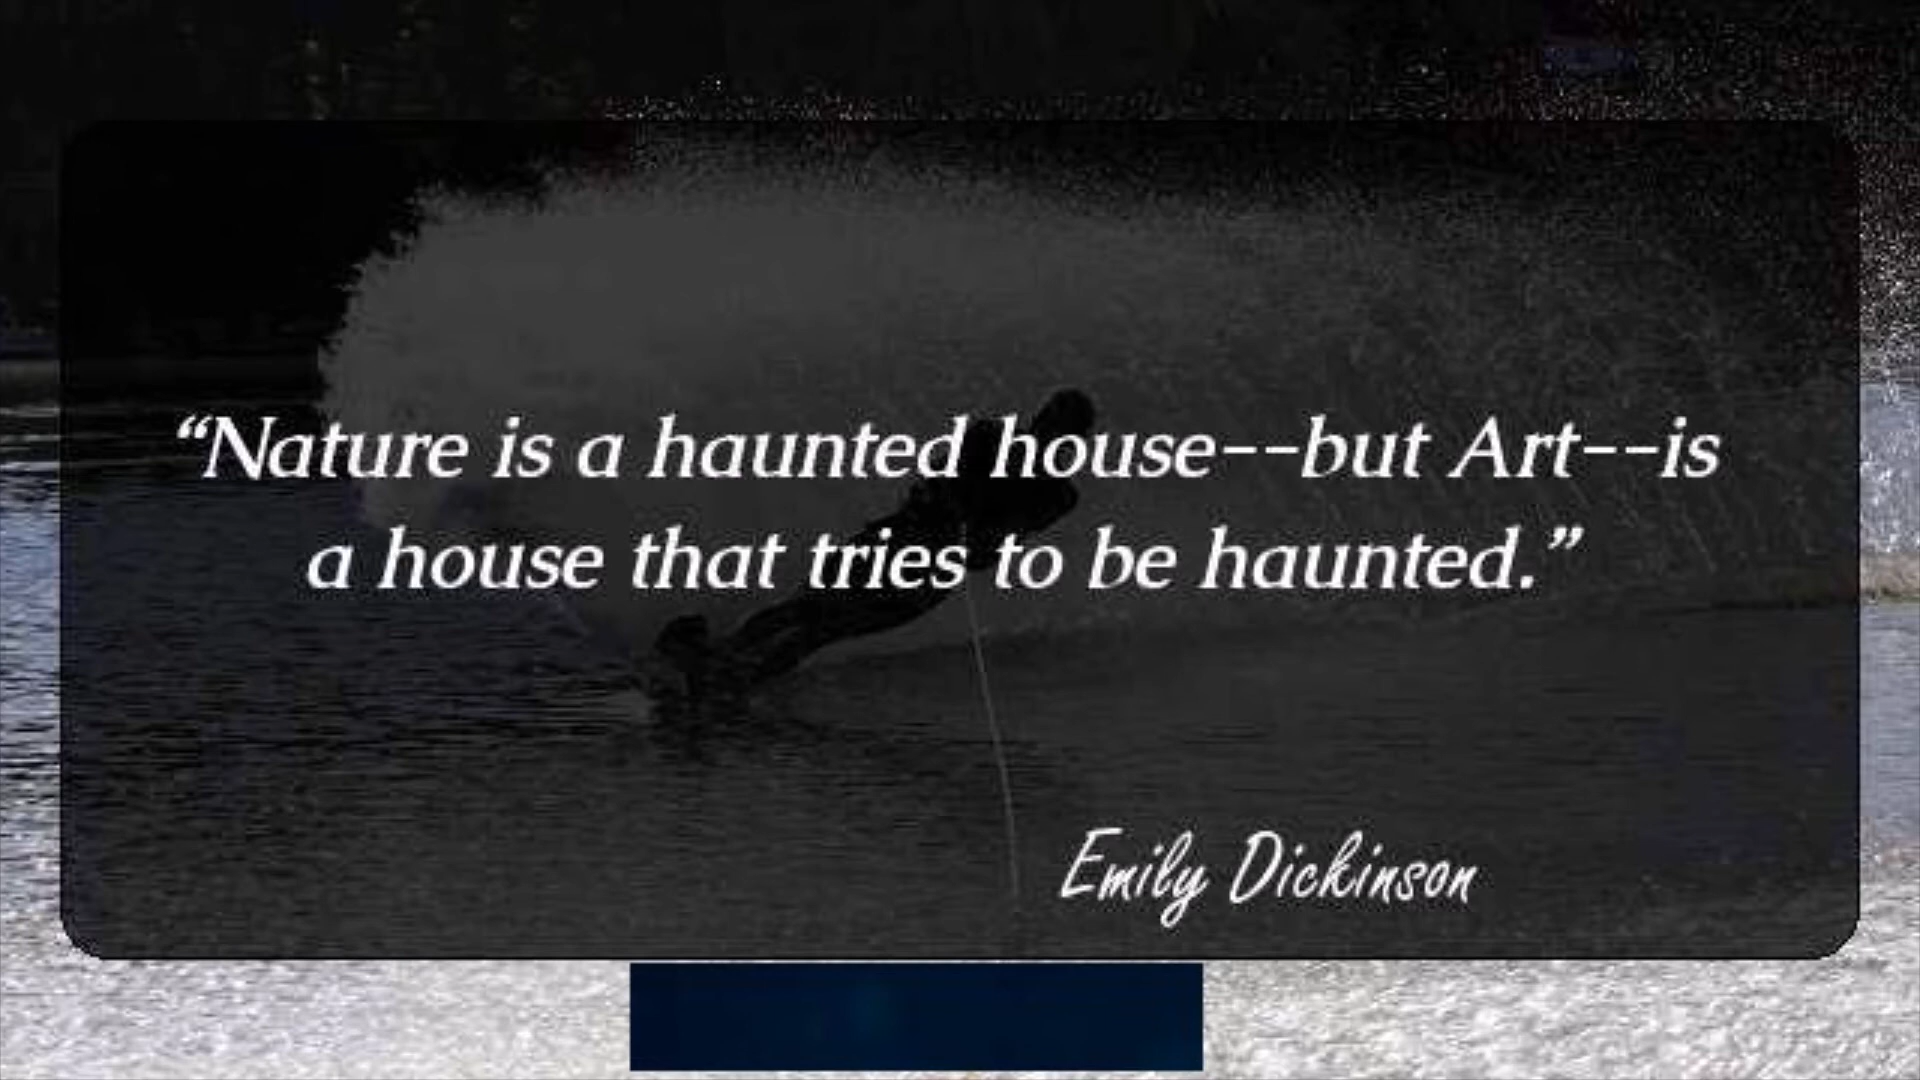 “Nature is a haunted house--but Art--is
a house that tries to be haunted.”
Emily Dickinson